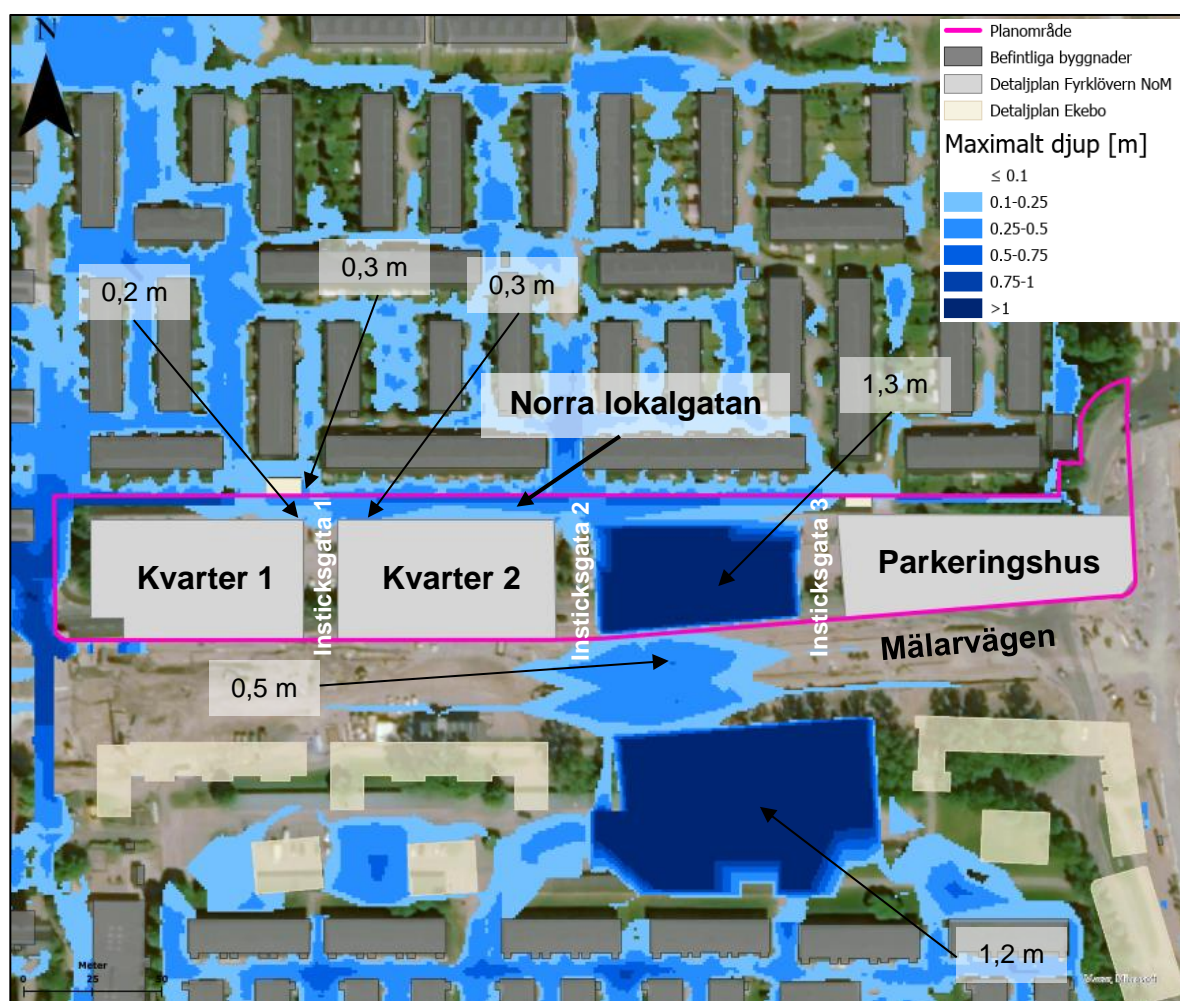 N
Planområde
Befintliga byggnader
Detaljplan Fyrklövern NoM
Detaljplan Ekebo
Maximalt djup [m]
≤ 0.1
0.1-0.25
0.25-0.5
0.5-0.75
0.75-1
>1
0,2 m
0,3 m
0,3 m
1,3 m
Norra lokalgatan
Kvarter 1
Insticksgata 1
Kvarter 2
Insticksgata 2
Insticksgata 3
Parkeringshus
Mälarvägen
0,5 m
1,2 m
Meter
0 25 50